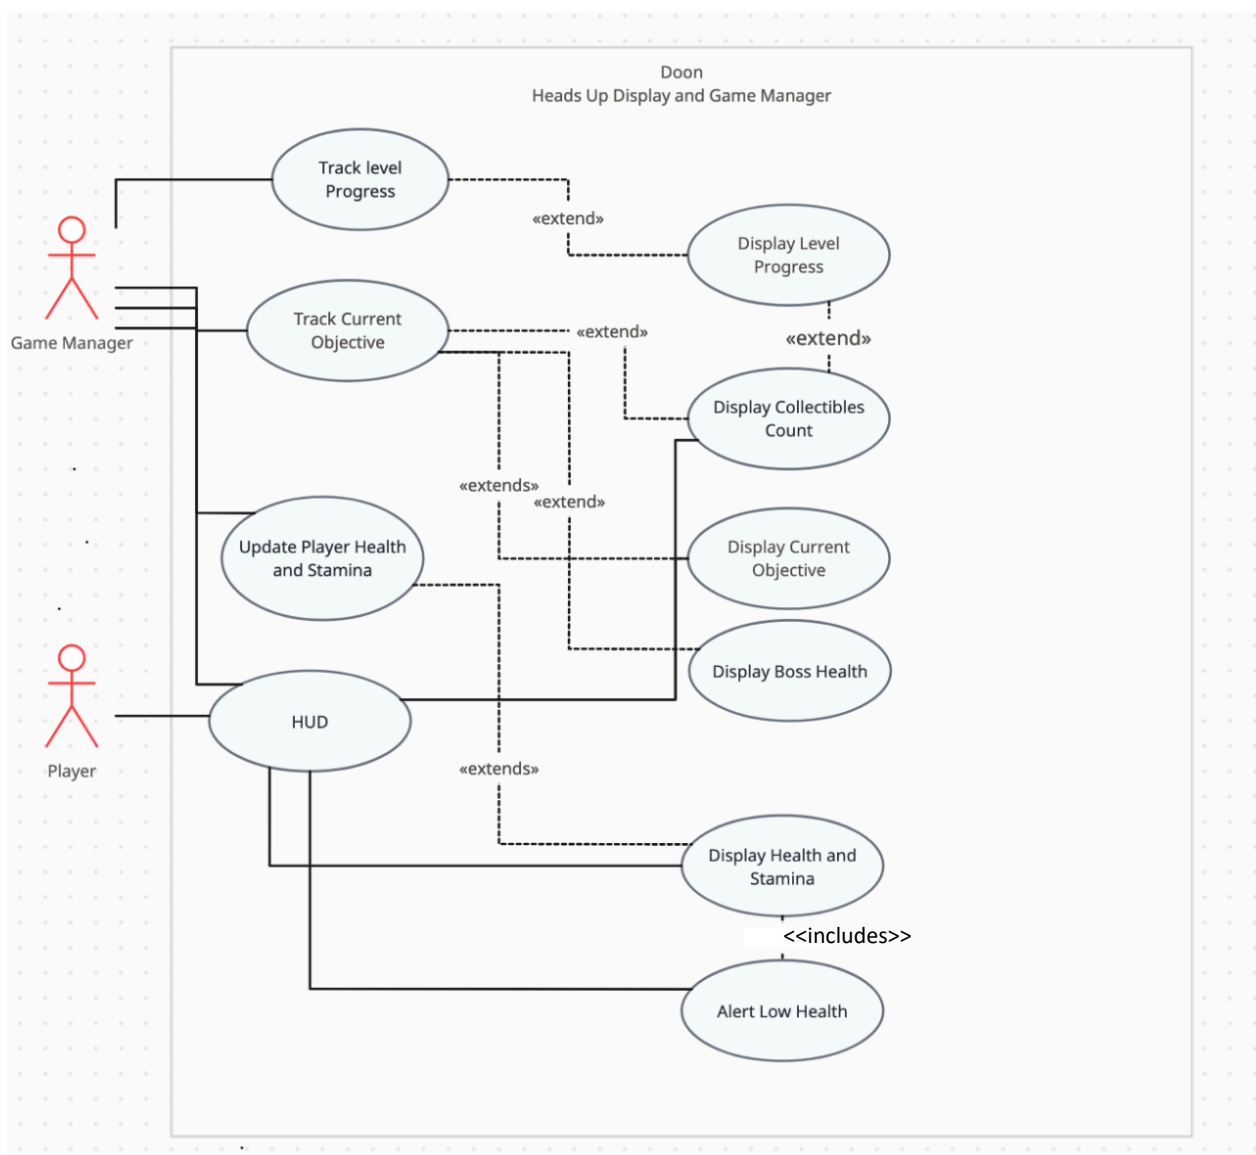 Doon
Heads Up Display and Game Manager
Track level
Progress
«extend»
Display Level
Progress
Game Manager
Track Current
Objective
«extend»
«extend»
Display Collectibles
Count
«extends»
«extend»
Update Player Health
and Stamina
Display Current
Objective
Display Boss Health
HUD
Player
«extends»
Display Health and
Stamina
<<includes>>
Alert Low Health